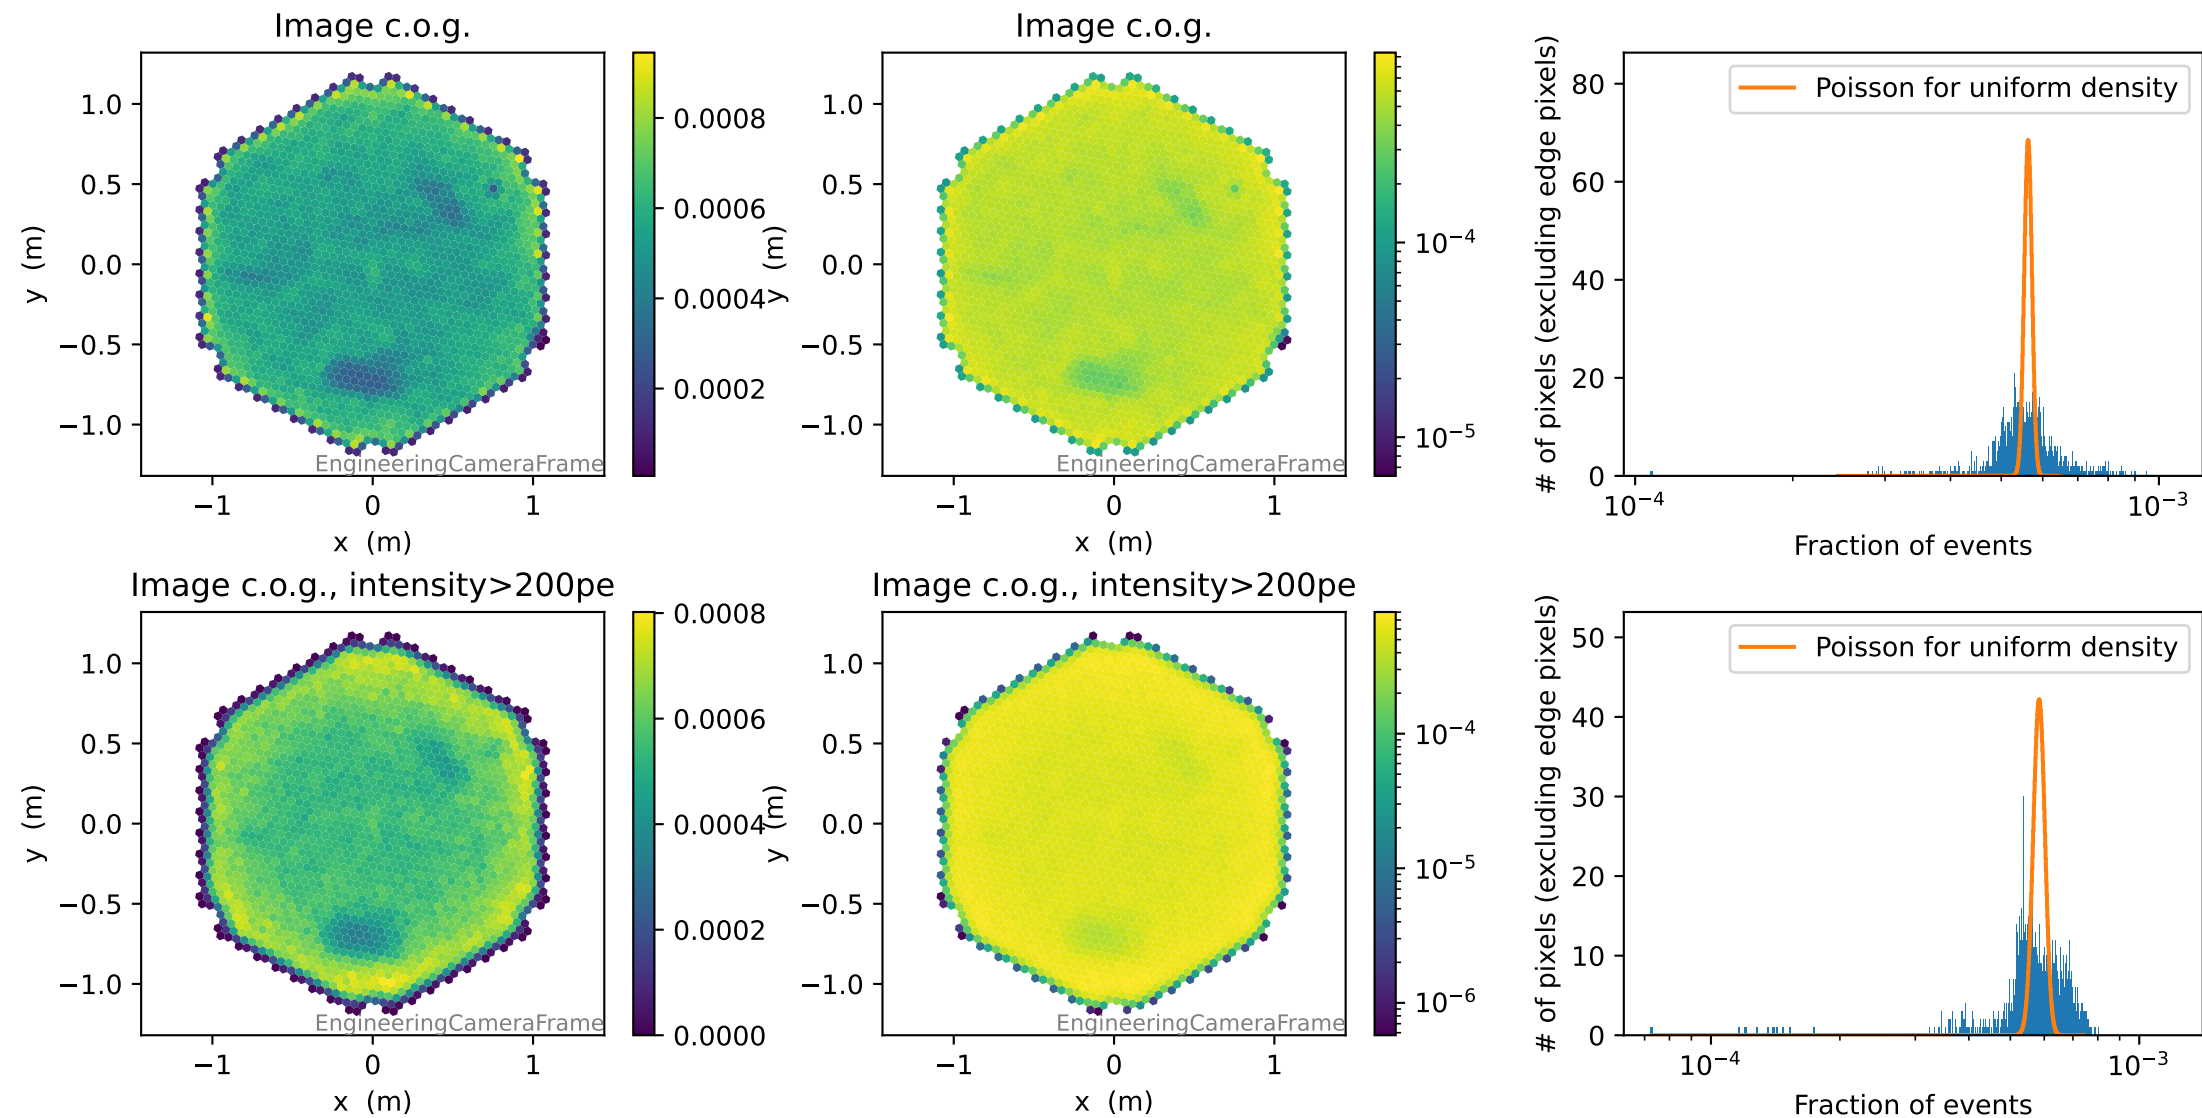 Image c.o.g.
1.0
0.5
0.0
−0.5
−1.0
y (m)
−1 0 1
x (m)
EngineeringCameraFrame
0.0008
0.0006
0.0004
0.0002
Image c.o.g.
1.0
0.5
0.0
−0.5
−1.0
y (m)
−1 0 1
x (m)
EngineeringCameraFrame
10−4
10−5
# of pixels (excluding edge pixels)
80
60
40
20
0
Poisson for uniform density
10−4 10−3
Fraction of events
Image c.o.g., intensity>200pe
1.0
0.5
0.0
−0.5
−1.0
y (m)
−1 0 1
x (m)
EngineeringCameraFrame
0.0008
0.0006
0.0004
0.0002
0.0000
Image c.o.g., intensity>200pe
1.0
0.5
0.0
−0.5
−1.0
y (m)
−1 0 1
x (m)
EngineeringCameraFrame
10−4
10−5
10−6
# of pixels (excluding edge pixels)
50
40
30
20
10
0
Poisson for uniform density
10−4 10−3
Fraction of events